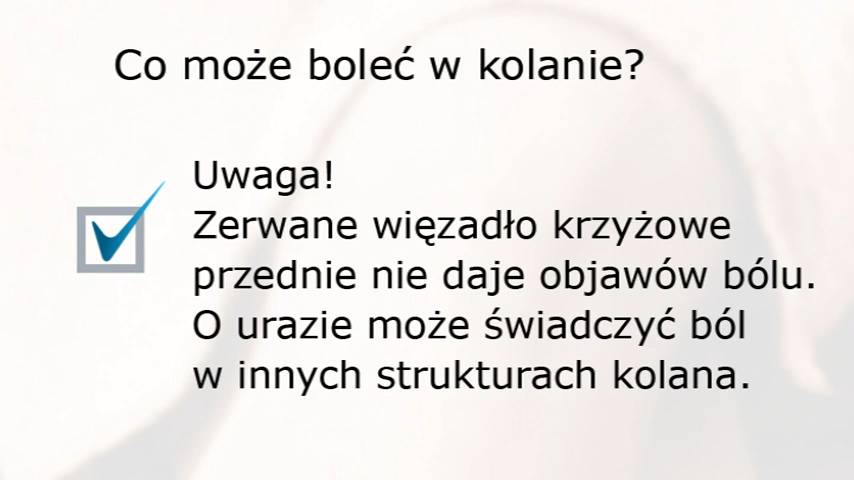 Co może boleć w kolanie?
Uwaga!
Zerwane więzadło krzyżowe
przednie nie daje objawów bólu.
O urazie może świadczyć ból
w innych strukturach kolana.